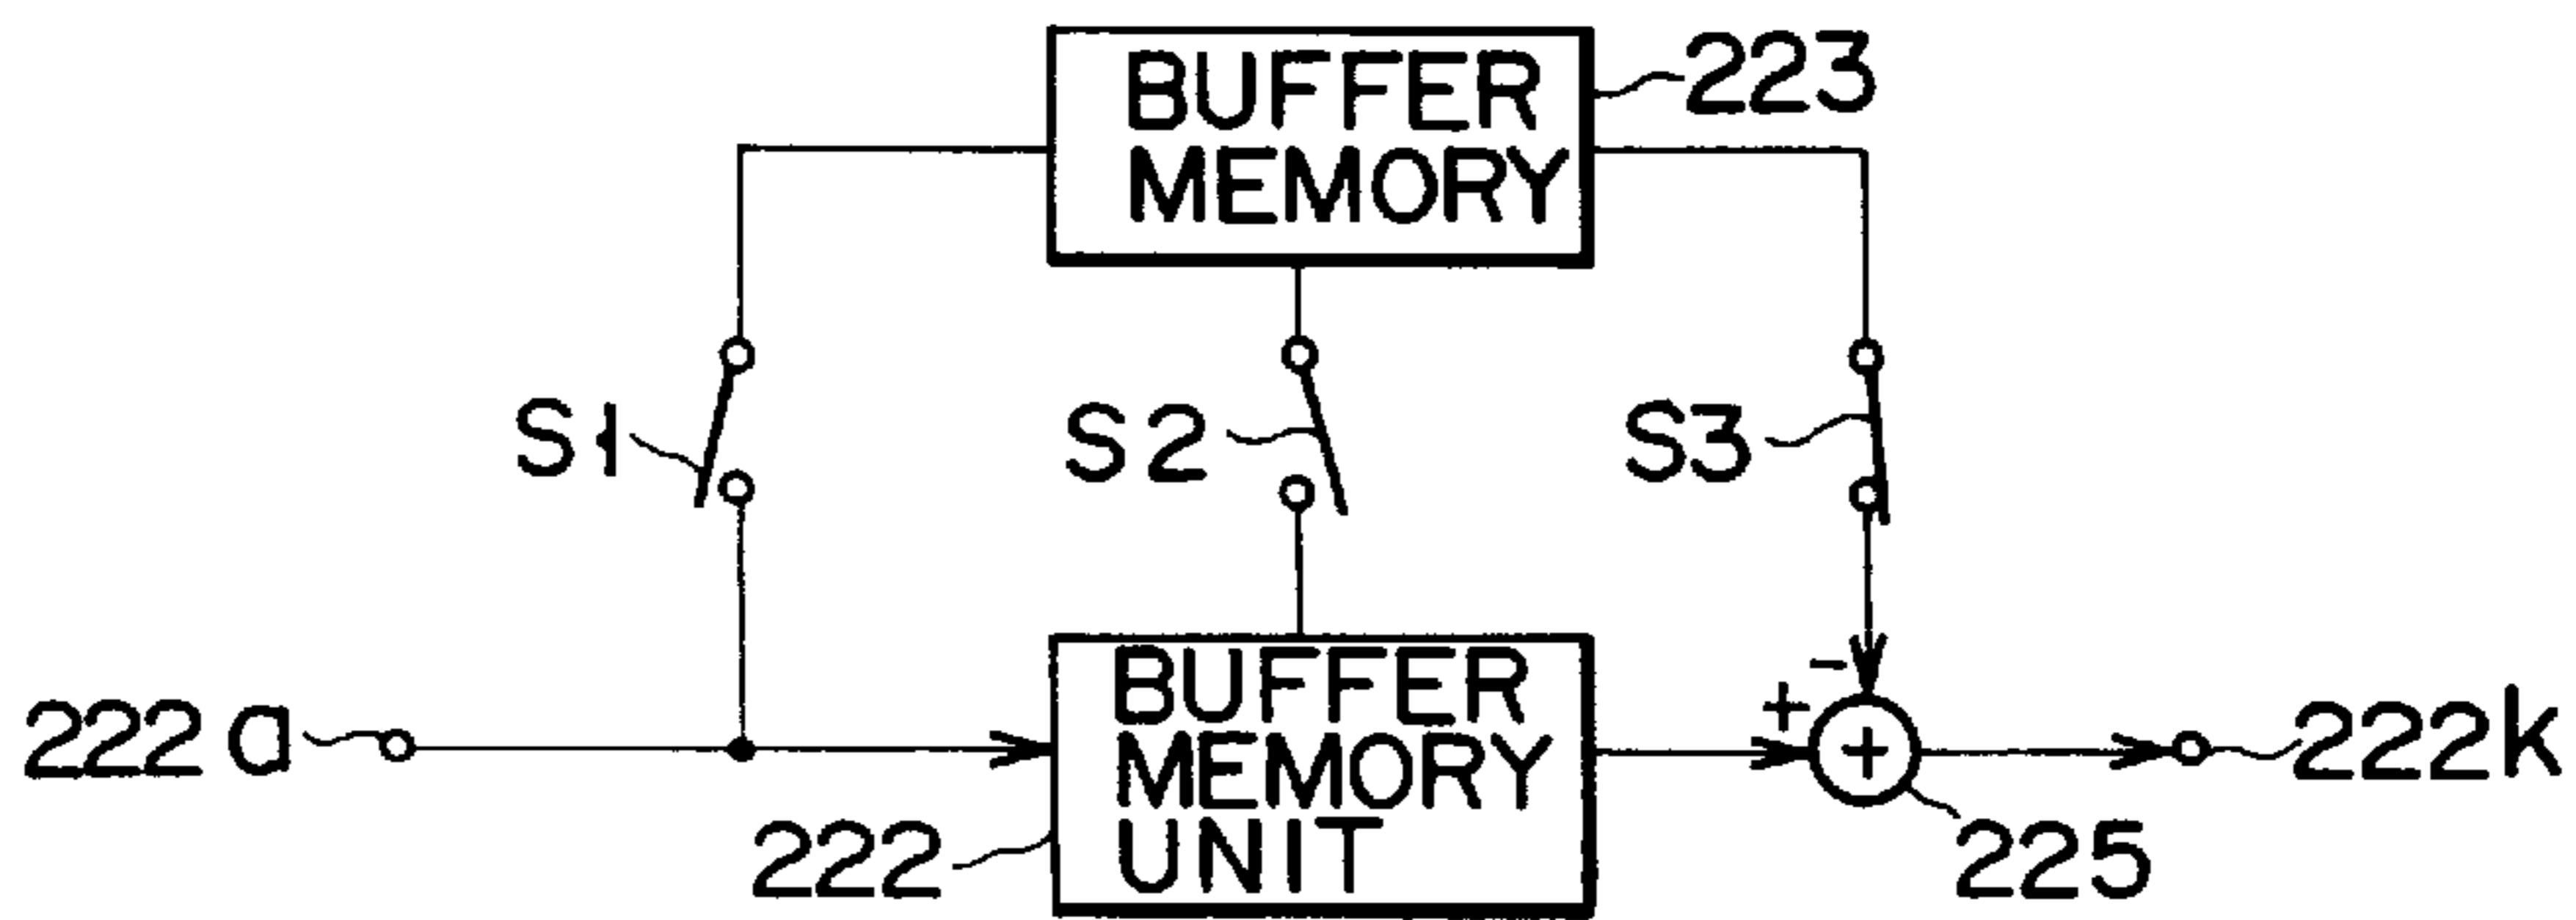 BUFFER
MEMORY
223
S1
S2
S3
-
+
222a
BUFFER
MEMORY
UNIT
+
222k
222
225